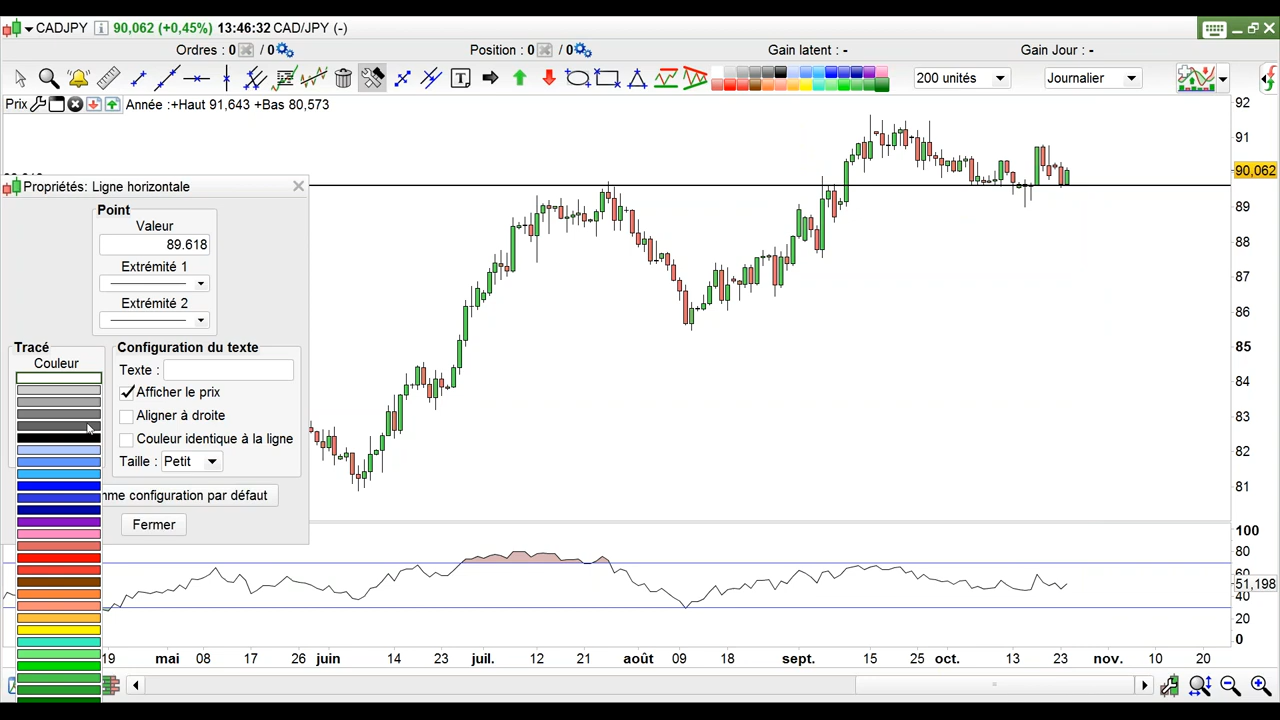 CADJPY 90,062 (+0,45%) 13:46:32 CAD/JPY (-)
Ordres : 0 / 0 Position : 0 / 0 Gain latent : - Gain Jour : -
T 200 unités Journalier
Prix Année :+Haut 91,643 +Bas 80,573
92
91
90,062
89
88
87
86
85
84
83
82
81
Propriétés: Ligne horizontale
Point
Valeur
89.618
Extrémité 1
Extrémité 2
Tracé
Couleur
Configuration du texte
Texte :
Afficher le prix
Aligner à droite
Couleur identique à la ligne
Taille : Petit
me configuration par défaut
Fermer
100
80
60
51,198
40
20
0
19 mai 08 17 26 juin 14 23 juil. 12 21 août 09 18 sept. 15 25 oct. 13 23 nov. 10 20